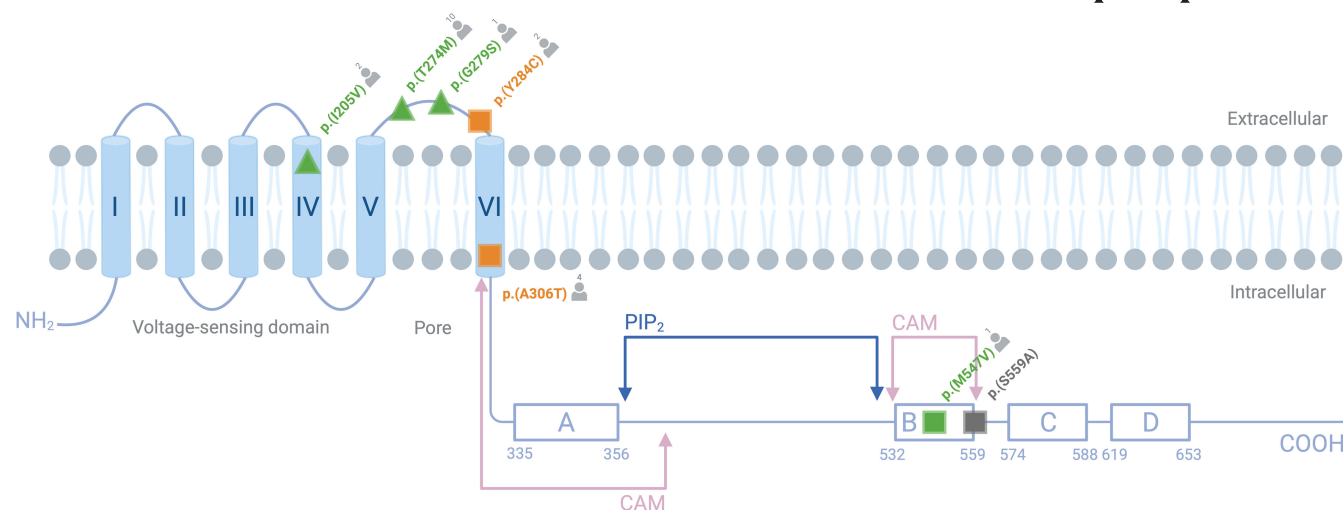 10
1
2
2
p.(I205V)
p.(T274M)
p.(G279S)
p.(Y284C)
Extracellular
I
II
III
IV
V
VI
p.(A306T)
4
Intracellular
NH2
Voltage-sensing domain
Pore
PIP2
CAM
1
p.(M547V)
p.(S559A)
A
B
C
D
335
356
532
559
574
588
619
653
COOH
CAM